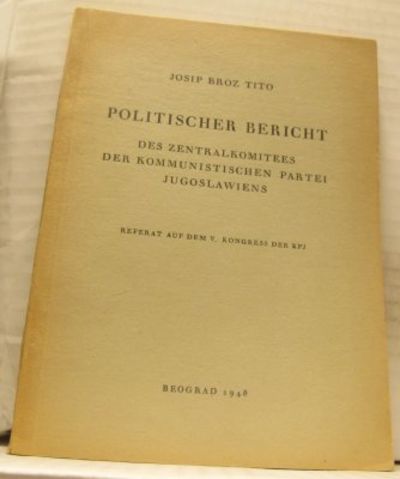 JOSIP BROZ TITO
POLITISCHER BERICHT
DES ZENTRALKOMITEES
DER KOMMUNISTISCHEN PARTEI
JUGOSLAWIENS
REFERAT AUF DEM V. KONGRESS DER KPJ
BEOGRAD 1948